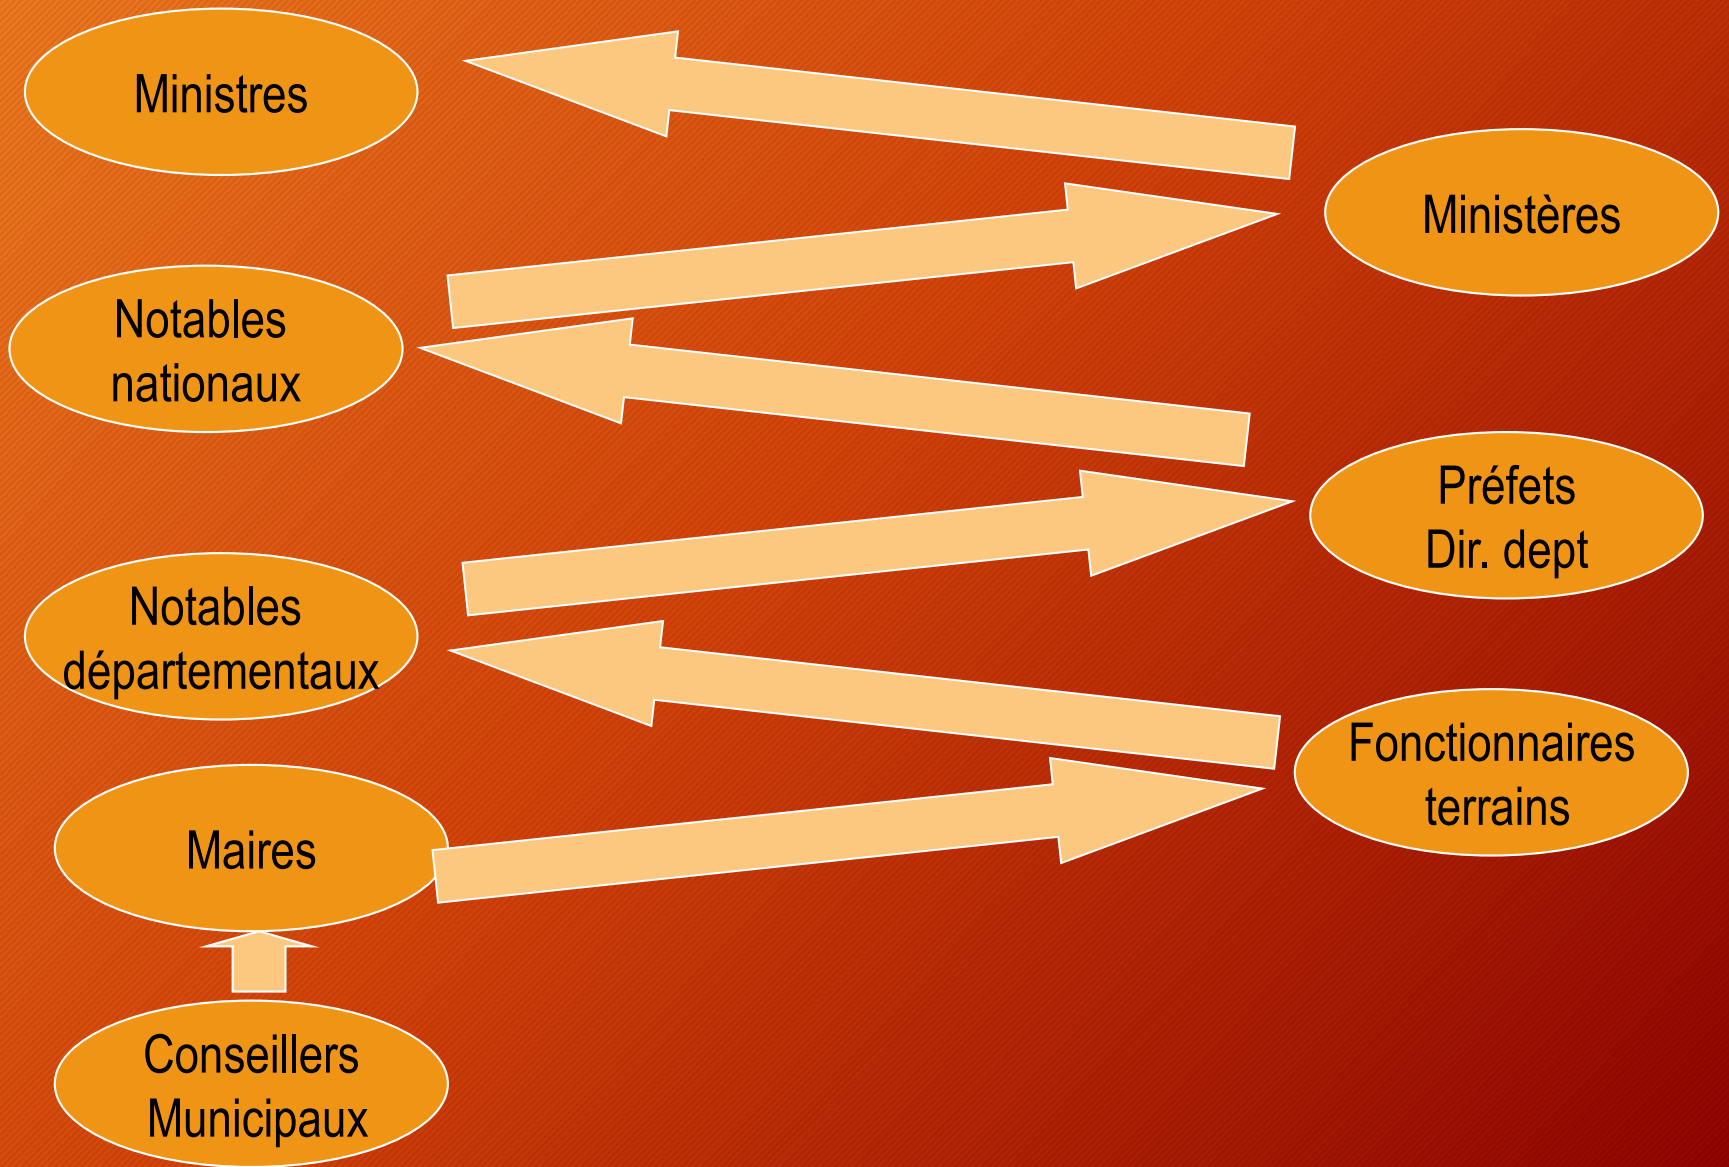 Ministres
Ministères
Notables
nationaux
Préfets
Dir. dept
Notables
départementaux
Fonctionnaires
terrains
Maires
Conseillers
Municipaux